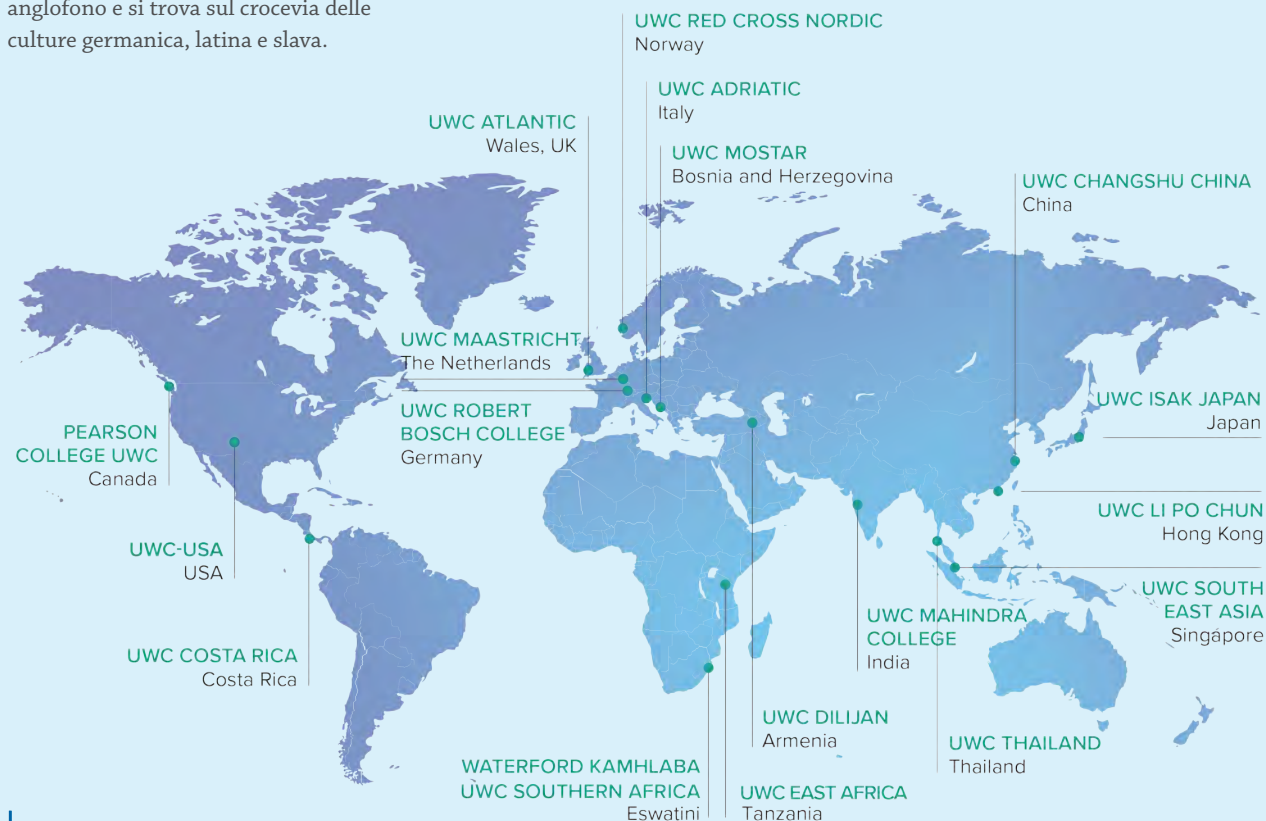 anglofono e si trova sul crocevia delle
culture germanica, latina e slava.
UWC RED CROSS NORDIC
Norway
UWC ADRIATIC
Italy
UWC ATLANTIC
Wales, UK
UWC MOSTAR
Bosnia and Herzegovina
UWC CHANGSHU CHINA
China
UWC MAASTRICHT
The Netherlands
UWC ROBERT
BOSCH COLLEGE
Germany
PEARSON
COLLEGE UWC
Canada
UWC ISAK JAPAN
Japan
UWC LI PO CHUN
Hong Kong
UWC-USA
USA
UWC SOUTH
EAST ASIA
Singapore
UWC MAHINDRA
COLLEGE
India
UWC COSTA RICA
Costa Rica
UWC DILIJAN
Armenia
UWC THAILAND
Thailand
WATERFORD KAMHLABA
UWC SOUTHERN AFRICA
Eswatini
UWC EAST AFRICA
Tanzania